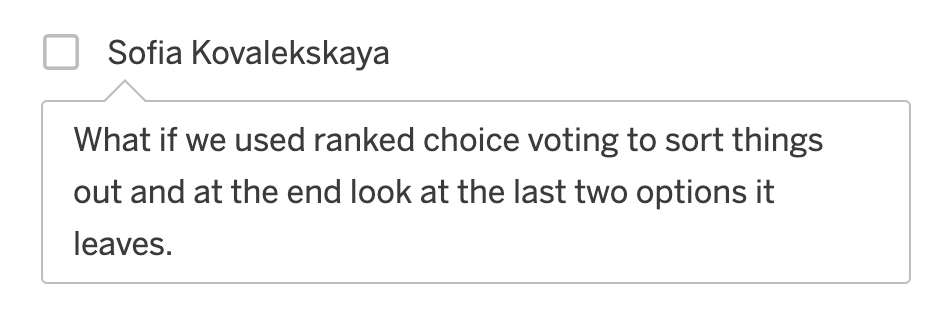 Sofia Kovalekskaya
What if we used ranked choice voting to sort things
out and at the end look at the last two options it
leaves.